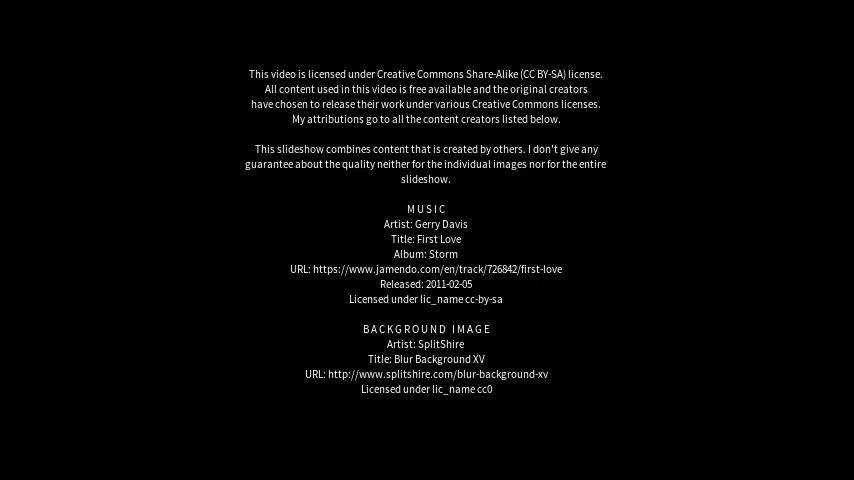 This video is licensed under Creative Commons Share-Alike (CC BY-SA) license.
All content used in this video is free available and the original creators
have chosen to release their work under various Creative Commons licenses.
My attributions go to all the content creators listed below.
This slideshow combines content that is created by others. I don't give any
guarantee about the quality neither for the individual images nor for the entire
slideshow.
MUSIC
Artist: Gerry Davis
Title: First Love
Album: Storm
URL: https://www.jamendo.com/en/track/726842/first-love
Released: 2011-02-05
Licensed under lic_name cc-by-sa
BACKGROUND IMAGE
Artist: SplitShire
Title: Blur Background XV
URL: http://www.splitshire.com/blur-background-xv
Licensed under lic_name cc0